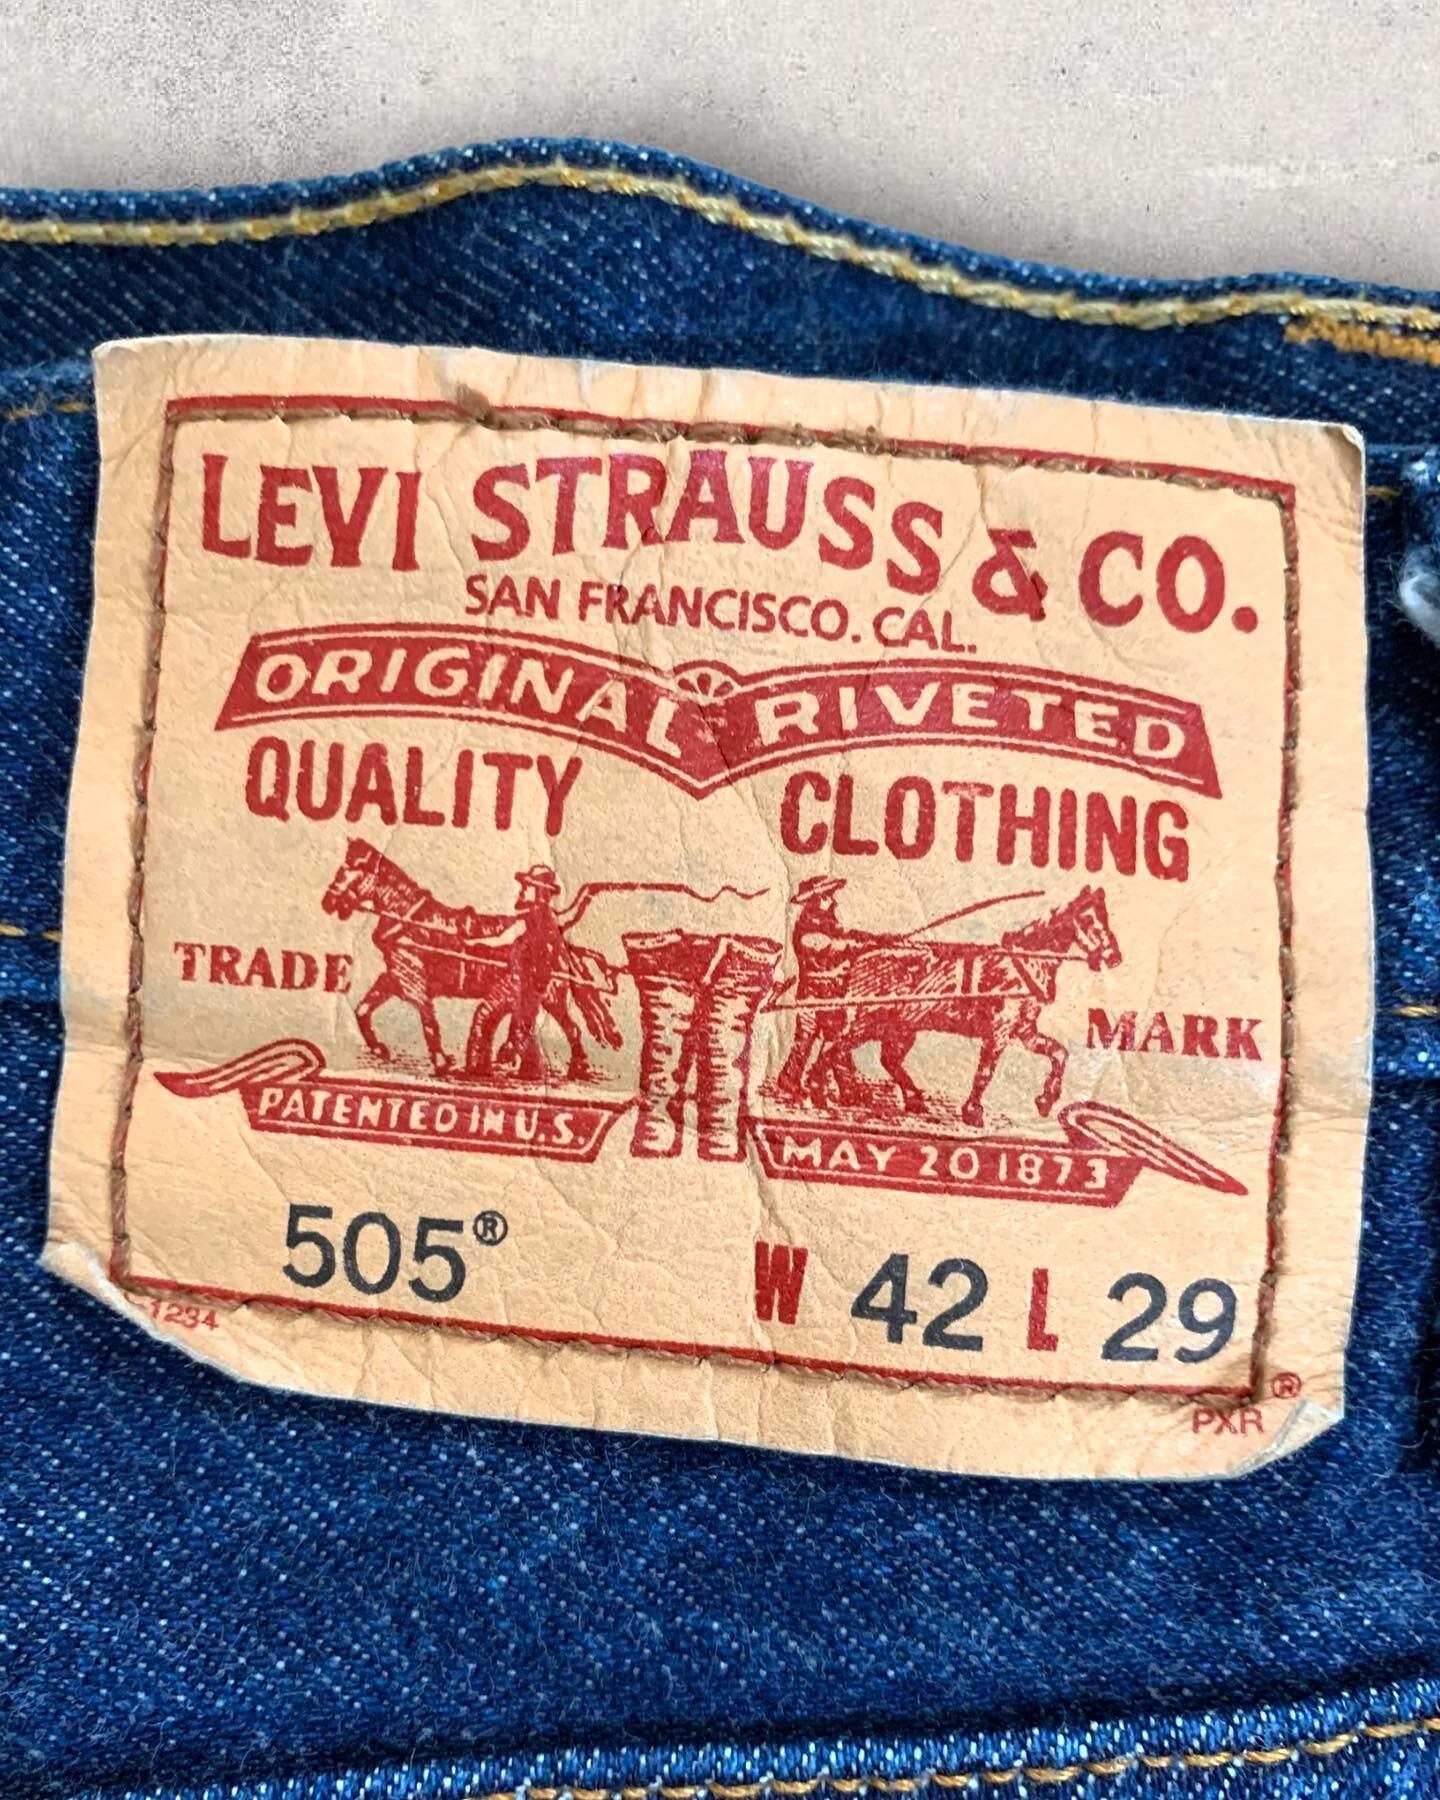 LEVI STRAUSS & CO.
SAN FRANCISCO. CAL.
ORIGINAL RIVETED
QUALITY CLOTHING
TRADE MARK
PATENTED IN U.S. MAY 20 1873
505® W 42 L 29
1234 ®
PXR